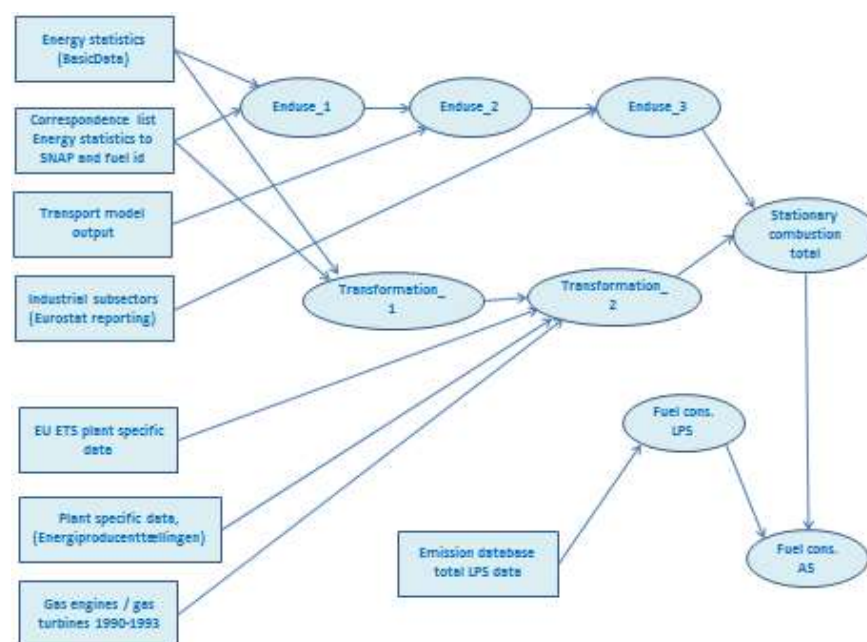 Energy statistics
(BasicData)
Enduse_1
Enduse_2
Enduse_3
Correspondence list
Energy statistics to
SNAP and fuel id
Transport model
output
Stationary
combustion
total
Industrial subsectors
(Eurostat reporting)
Transformation_
1
Transformation_
2
EU ETS plant specific
data
Fuel cons.
LPS
Plant specific data,
(Energiproducenttællingen)
Emission database
total LPS data
Fuel cons.
AS
Gas engines / gas
turbines 1990-1993